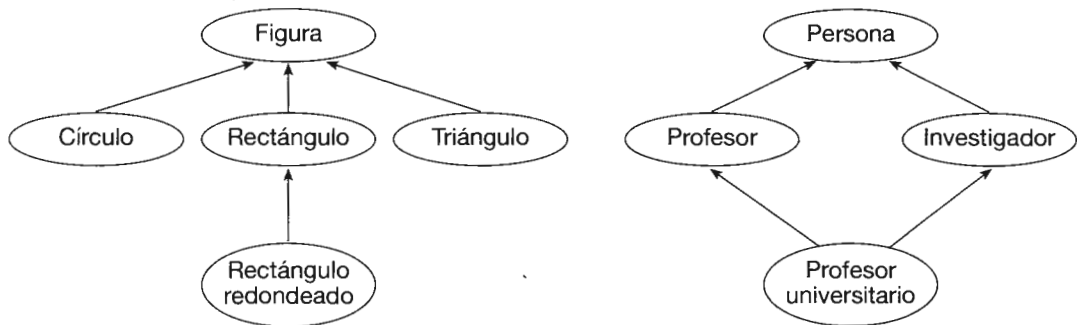 Figura
Persona
Círculo
Rectángulo
Triángulo
Profesor
Investigador
Rectángulo
redondeado
Profesor
universitario